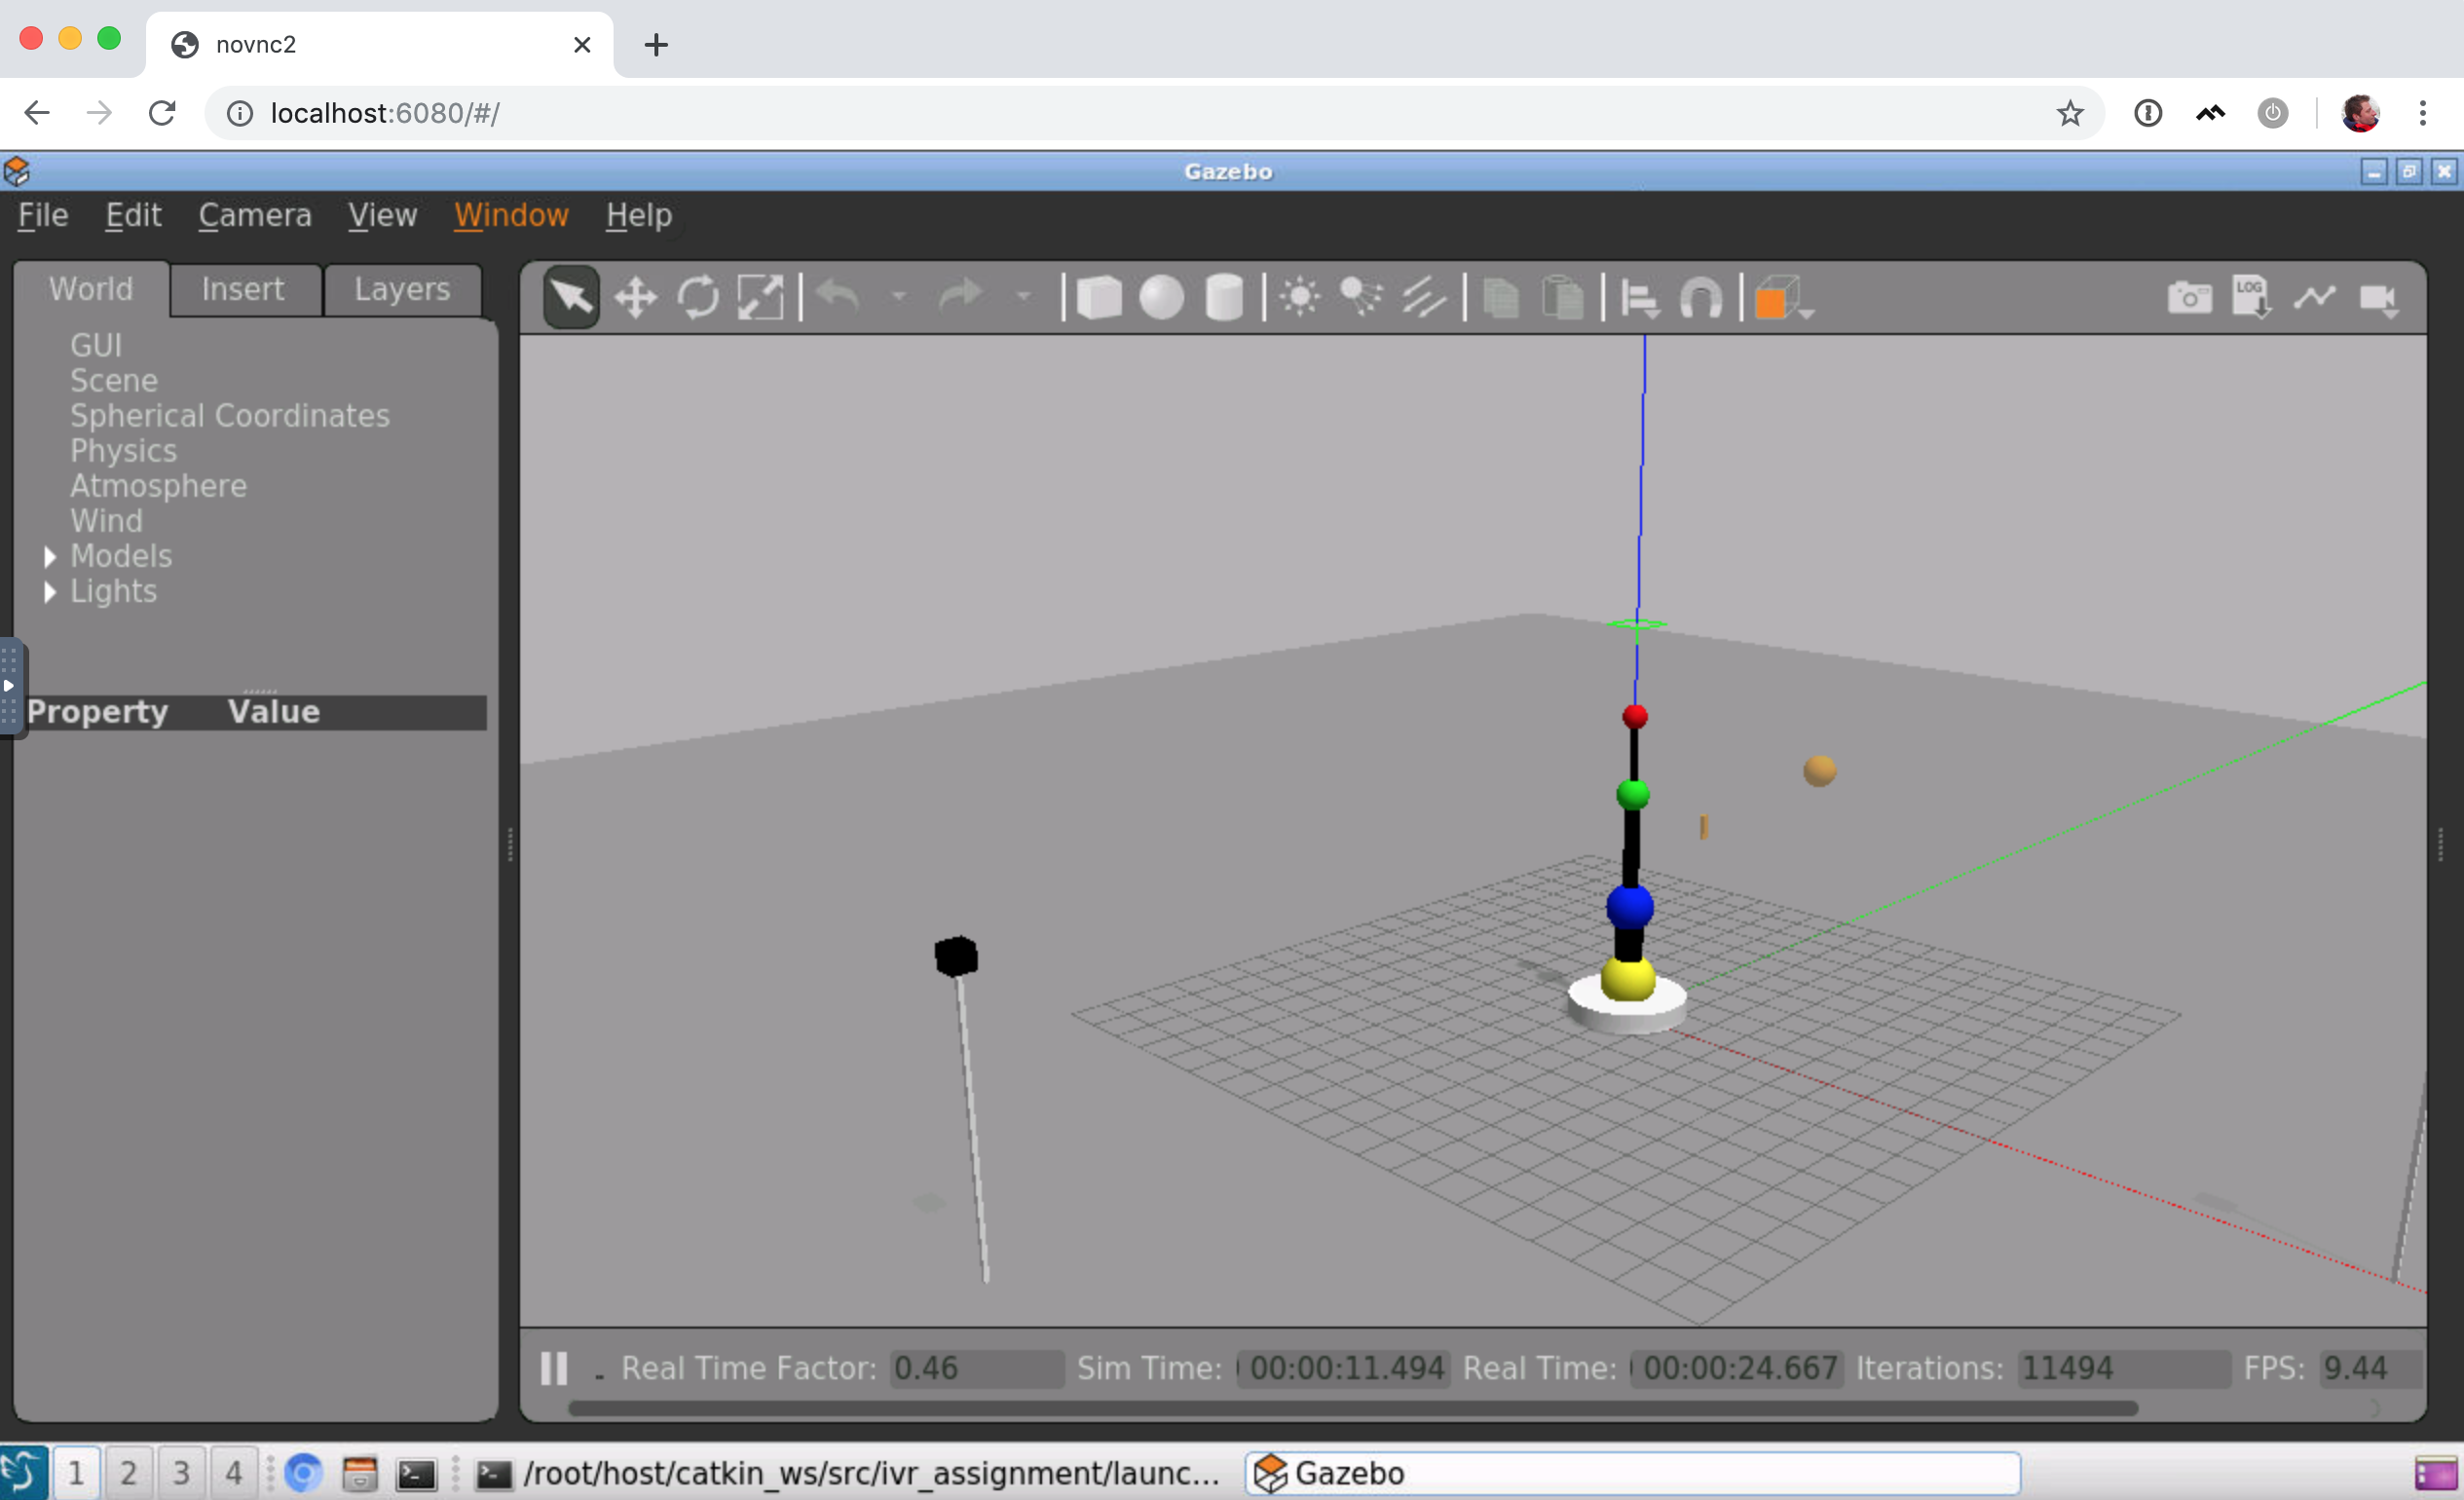 novnc2
localhost:6080/#/
Gazebo
File Edit Camera View Window Help
World Insert Layers
LOG
GUI
Scene
Spherical Coordinates
Physics
Atmosphere
Wind
Models
Lights
Property Value
Real Time Factor: 0.46 Sim Time: 00:00:11.494 Real Time: 00:00:24.667 Iterations: 11494 FPS: 9.44
1 2 3 4 /root/host/catkin_ws/src/ivr_assignment/launc... Gazebo